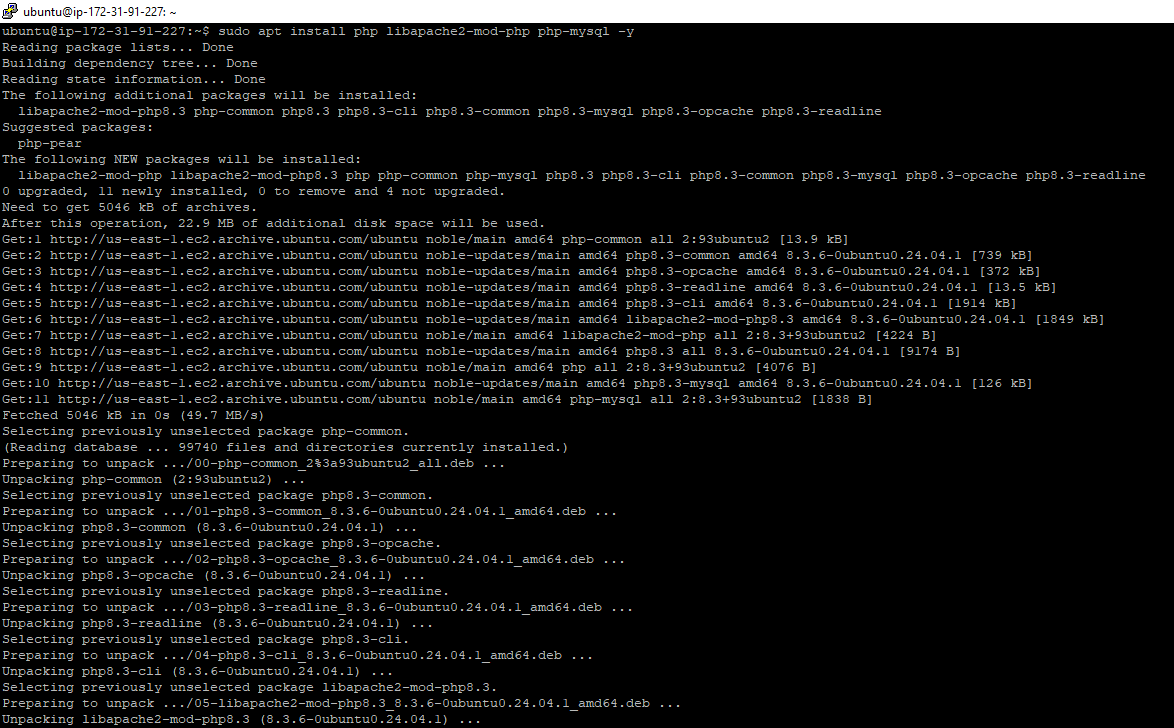 ubuntu@ip-172-31-91-227: ~
ubuntu@ip-172-31-91-227:~$ sudo apt install php libapache2-mod-php php-mysql -y
Reading package lists... Done
Building dependency tree... Done
Reading state information... Done
The following additional packages will be installed:
  libapache2-mod-php8.3 php-common php8.3 php8.3-cli php8.3-common php8.3-mysql php8.3-opcache php8.3-readline
Suggested packages:
  php-pear
The following NEW packages will be installed:
  libapache2-mod-php libapache2-mod-php8.3 php php-common php-mysql php8.3 php8.3-cli php8.3-common php8.3-mysql php8.3-opcache php8.3-readline
0 upgraded, 11 newly installed, 0 to remove and 4 not upgraded.
Need to get 5046 kB of archives.
After this operation, 22.9 MB of additional disk space will be used.
Get:1 http://us-east-1.ec2.archive.ubuntu.com/ubuntu noble/main amd64 php-common all 2:93ubuntu2 [13.9 kB]
Get:2 http://us-east-1.ec2.archive.ubuntu.com/ubuntu noble-updates/main amd64 php8.3-common amd64 8.3.6-0ubuntu0.24.04.1 [739 kB]
Get:3 http://us-east-1.ec2.archive.ubuntu.com/ubuntu noble-updates/main amd64 php8.3-opcache amd64 8.3.6-0ubuntu0.24.04.1 [372 kB]
Get:4 http://us-east-1.ec2.archive.ubuntu.com/ubuntu noble-updates/main amd64 php8.3-readline amd64 8.3.6-0ubuntu0.24.04.1 [13.5 kB]
Get:5 http://us-east-1.ec2.archive.ubuntu.com/ubuntu noble-updates/main amd64 php8.3-cli amd64 8.3.6-0ubuntu0.24.04.1 [1914 kB]
Get:6 http://us-east-1.ec2.archive.ubuntu.com/ubuntu noble-updates/main amd64 libapache2-mod-php8.3 amd64 8.3.6-0ubuntu0.24.04.1 [1849 kB]
Get:7 http://us-east-1.ec2.archive.ubuntu.com/ubuntu noble/main amd64 libapache2-mod-php all 2:8.3+93ubuntu2 [4224 B]
Get:8 http://us-east-1.ec2.archive.ubuntu.com/ubuntu noble-updates/main amd64 php8.3 all 8.3.6-0ubuntu0.24.04.1 [9174 B]
Get:9 http://us-east-1.ec2.archive.ubuntu.com/ubuntu noble/main amd64 php all 2:8.3+93ubuntu2 [4076 B]
Get:10 http://us-east-1.ec2.archive.ubuntu.com/ubuntu noble-updates/main amd64 php8.3-mysql amd64 8.3.6-0ubuntu0.24.04.1 [126 kB]
Get:11 http://us-east-1.ec2.archive.ubuntu.com/ubuntu noble/main amd64 php-mysql all 2:8.3+93ubuntu2 [1838 B]
Fetched 5046 kB in 0s (49.7 MB/s)
Selecting previously unselected package php-common.
(Reading database ... 99740 files and directories currently installed.)
Preparing to unpack .../00-php-common_2%3a93ubuntu2_all.deb ...
Unpacking php-common (2:93ubuntu2) ...
Selecting previously unselected package php8.3-common.
Preparing to unpack .../01-php8.3-common_8.3.6-0ubuntu0.24.04.1_amd64.deb ...
Unpacking php8.3-common (8.3.6-0ubuntu0.24.04.1) ...
Selecting previously unselected package php8.3-opcache.
Preparing to unpack .../02-php8.3-opcache_8.3.6-0ubuntu0.24.04.1_amd64.deb ...
Unpacking php8.3-opcache (8.3.6-0ubuntu0.24.04.1) ...
Selecting previously unselected package php8.3-readline.
Preparing to unpack .../03-php8.3-readline_8.3.6-0ubuntu0.24.04.1_amd64.deb ...
Unpacking php8.3-readline (8.3.6-0ubuntu0.24.04.1) ...
Selecting previously unselected package php8.3-cli.
Preparing to unpack .../04-php8.3-cli_8.3.6-0ubuntu0.24.04.1_amd64.deb ...
Unpacking php8.3-cli (8.3.6-0ubuntu0.24.04.1) ...
Selecting previously unselected package libapache2-mod-php8.3.
Preparing to unpack .../05-libapache2-mod-php8.3_8.3.6-0ubuntu0.24.04.1_amd64.deb ...
Unpacking libapache2-mod-php8.3 (8.3.6-0ubuntu0.24.04.1) ...